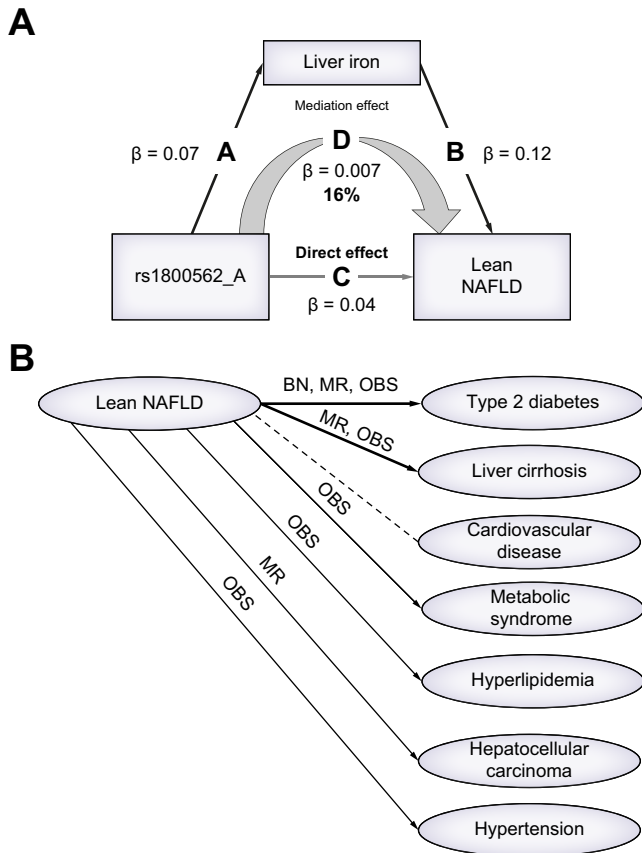 A
Liver iron
Mediation effect
β = 0.07
A
D
B
β = 0.12
β = 0.007
16%
rs1800562_A
Direct effect
C
β = 0.04
Lean
NAFLD
B
Lean NAFLD
BN, MR, OBS
Type 2 diabetes
MR, OBS
Liver cirrhosis
Cardiovascular
disease
OBS
Metabolic
syndrome
OBS
Hyperlipidemia
MR
Hepatocellular
carcinoma
OBS
Hypertension